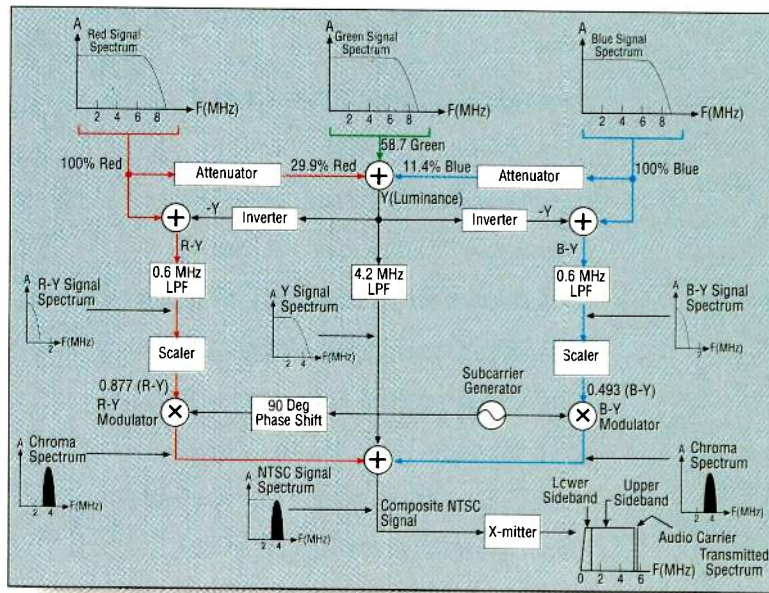 A
Red Signal
Spectrum
2 4 6 8
F(MHz)
A
Green Signal
Spectrum
2 4 6 8
F(MHz)
A
Blue Signal
Spectrum
2 4 6 8
F(MHz)
58.7 Green
100% Red
Attenuator
29.9% Red
+
11.4% Blue
Attenuator
100% Blue
Y(Luminance)
+
-Y
Inverter
Inverter
-Y
+
R-Y
B-Y
0.6 MHz
LPF
4.2 MHz
LPF
0.6 MHz
LPF
A
R-Y Signal
Spectrum
2
F(MHz)
A
Y Signal
Spectrum
2 4
F(MHz)
A
B-Y Signal
Spectrum
2
F(MHz)
Scaler
Scaler
0.877 (R-Y)
R-Y
Modulator
×
90 Deg
Phase Shift
Subcarrier
Generator
×
0.493 (B-Y)
B-Y
Modulator
A
Chroma
Spectrum
2 4
F(MHz)
+
NTSC Signal
Spectrum
A
2 4
F(MHz)
Composite NTSC
Signal
X-mitter
Lower
Sideband
Upper
Sideband
A
Chroma
Spectrum
2 4
F(MHz)
Audio Carrier
Transmitted
Spectrum
A
0 2 4 6
F(MHz)